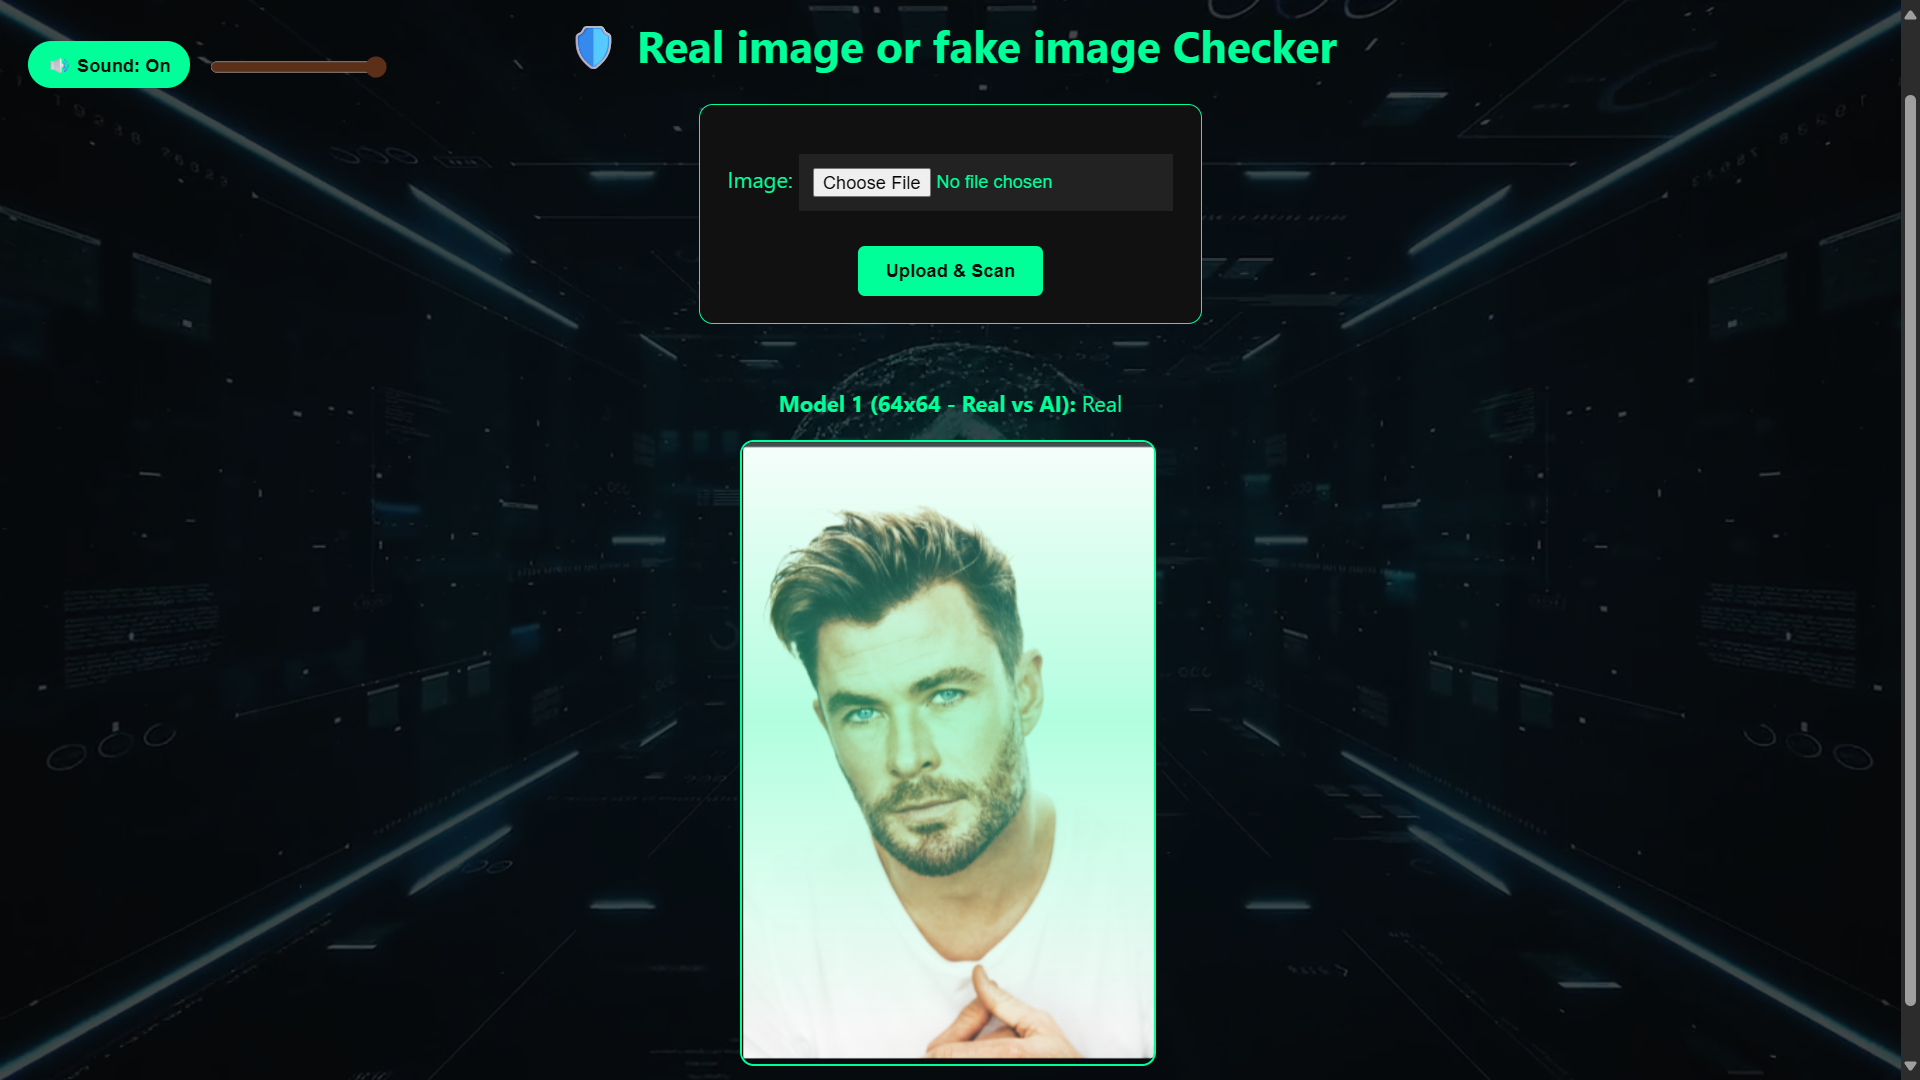 Real image or fake image Checker
Sound: On
Image: Choose File No file chosen
Upload & Scan
Model 1 (64x64 - Real vs AI): Real